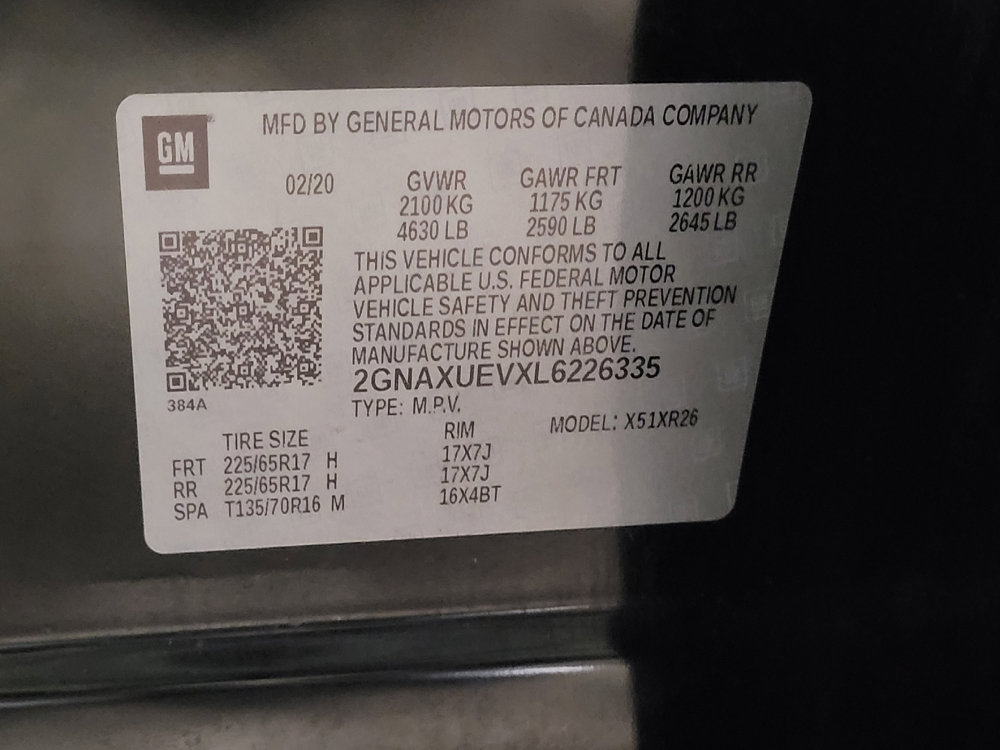 GM
MFD BY GENERAL MOTORS OF CANADA COMPANY
02/20 GVWR GAWR FRT GAWR RR
2100 KG 1175 KG 1200 KG
4630 LB 2590 LB 2645 LB
THIS VEHICLE CONFORMS TO ALL
APPLICABLE U.S. FEDERAL MOTOR
VEHICLE SAFETY AND THEFT PREVENTION
STANDARDS IN EFFECT ON THE DATE OF
MANUFACTURE SHOWN ABOVE.
2GNAXUEVXL6226335
384A
TYPE: M.P.V.
TIRE SIZE RIM MODEL: X51XR26
FRT 225/65R17 H 17X7J
RR 225/65R17 H 17X7J
SPA T135/70R16 M 16X4BT